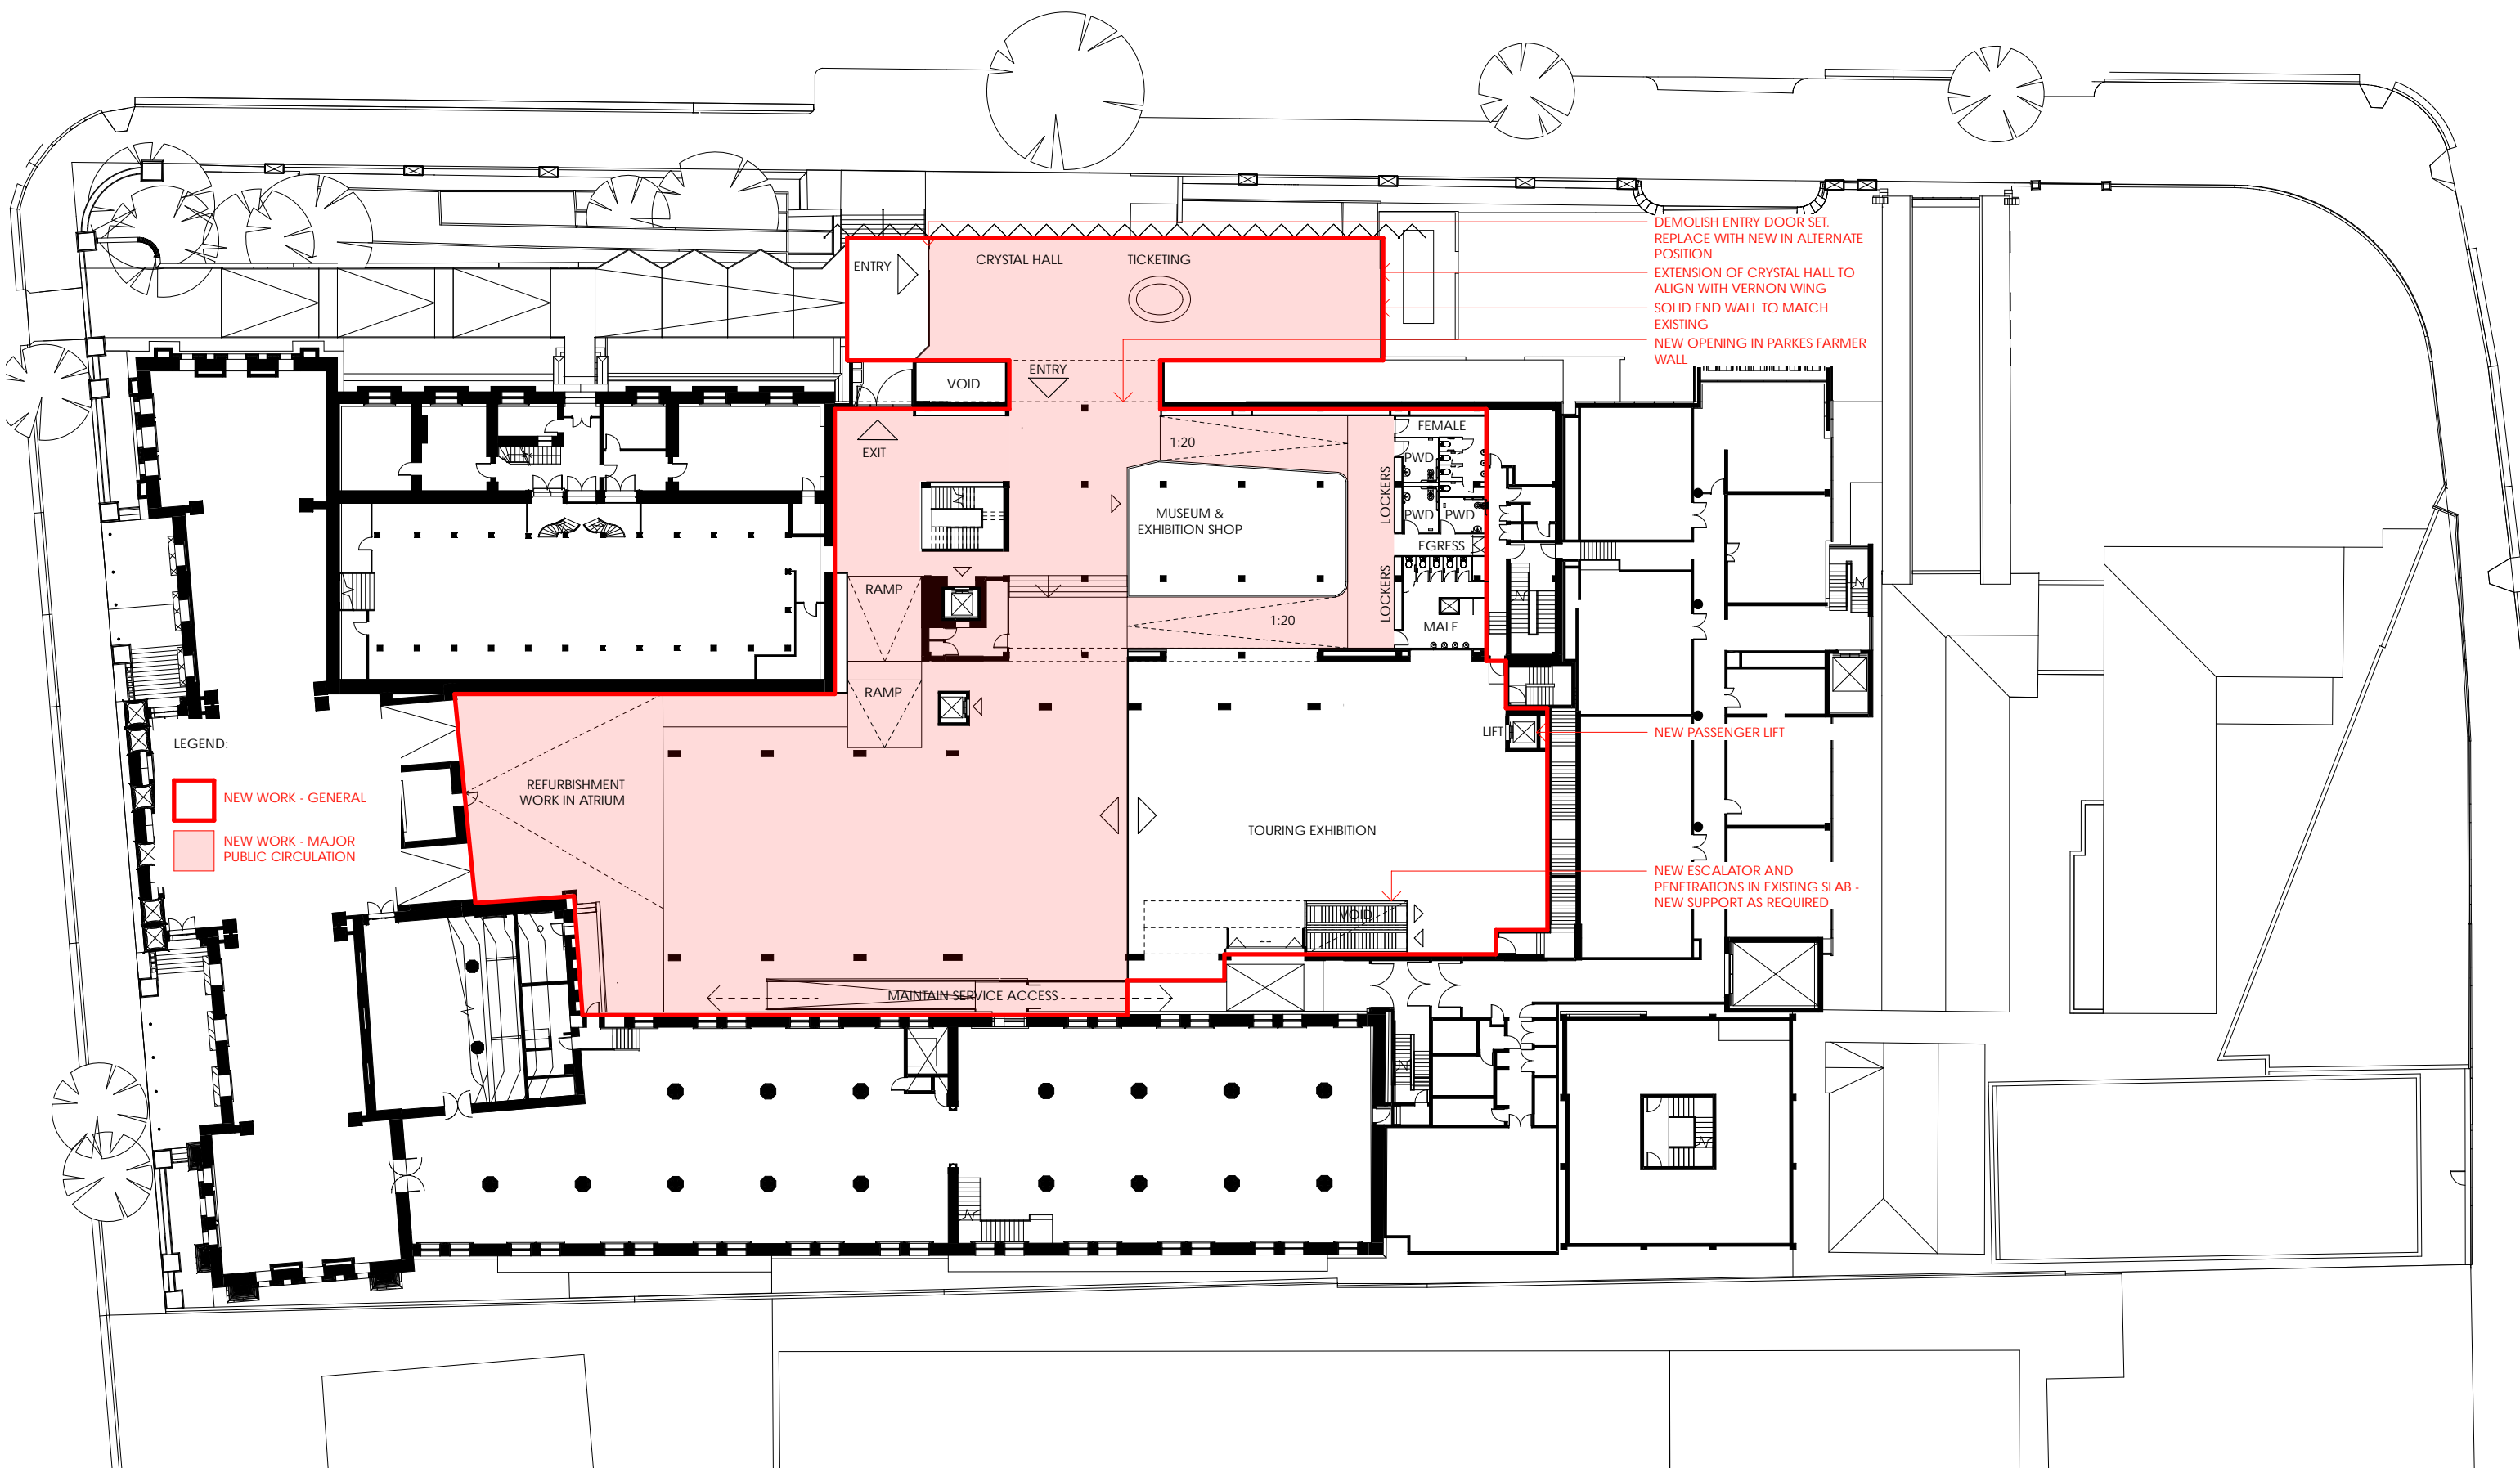 DEMOLISH ENTRY DOOR SET.
REPLACE WITH NEW IN ALTERNATE
POSITION
ENTRY
CRYSTAL HALL
TICKETING
EXTENSION OF CRYSTAL HALL TO
ALIGN WITH VERNON WING
SOLID END WALL TO MATCH
EXISTING
NEW OPENING IN PARKES FARMER
WALL
VOID
ENTRY
EXIT
1:20
FEMALE
PWD
LOCKERS
PWD
PWD
MUSEUM &
EXHIBITION SHOP
EGRESS
RAMP
LOCKERS
1:20
MALE
RAMP
LIFT
NEW PASSENGER LIFT
LEGEND:
NEW WORK - GENERAL
NEW WORK - MAJOR
PUBLIC CIRCULATION
REFURBISHMENT
WORK IN ATRIUM
TOURING EXHIBITION
NEW ESCALATOR AND
PENETRATIONS IN EXISTING SLAB -
NEW SUPPORT AS REQUIRED
VOID
MAINTAIN SERVICE ACCESS